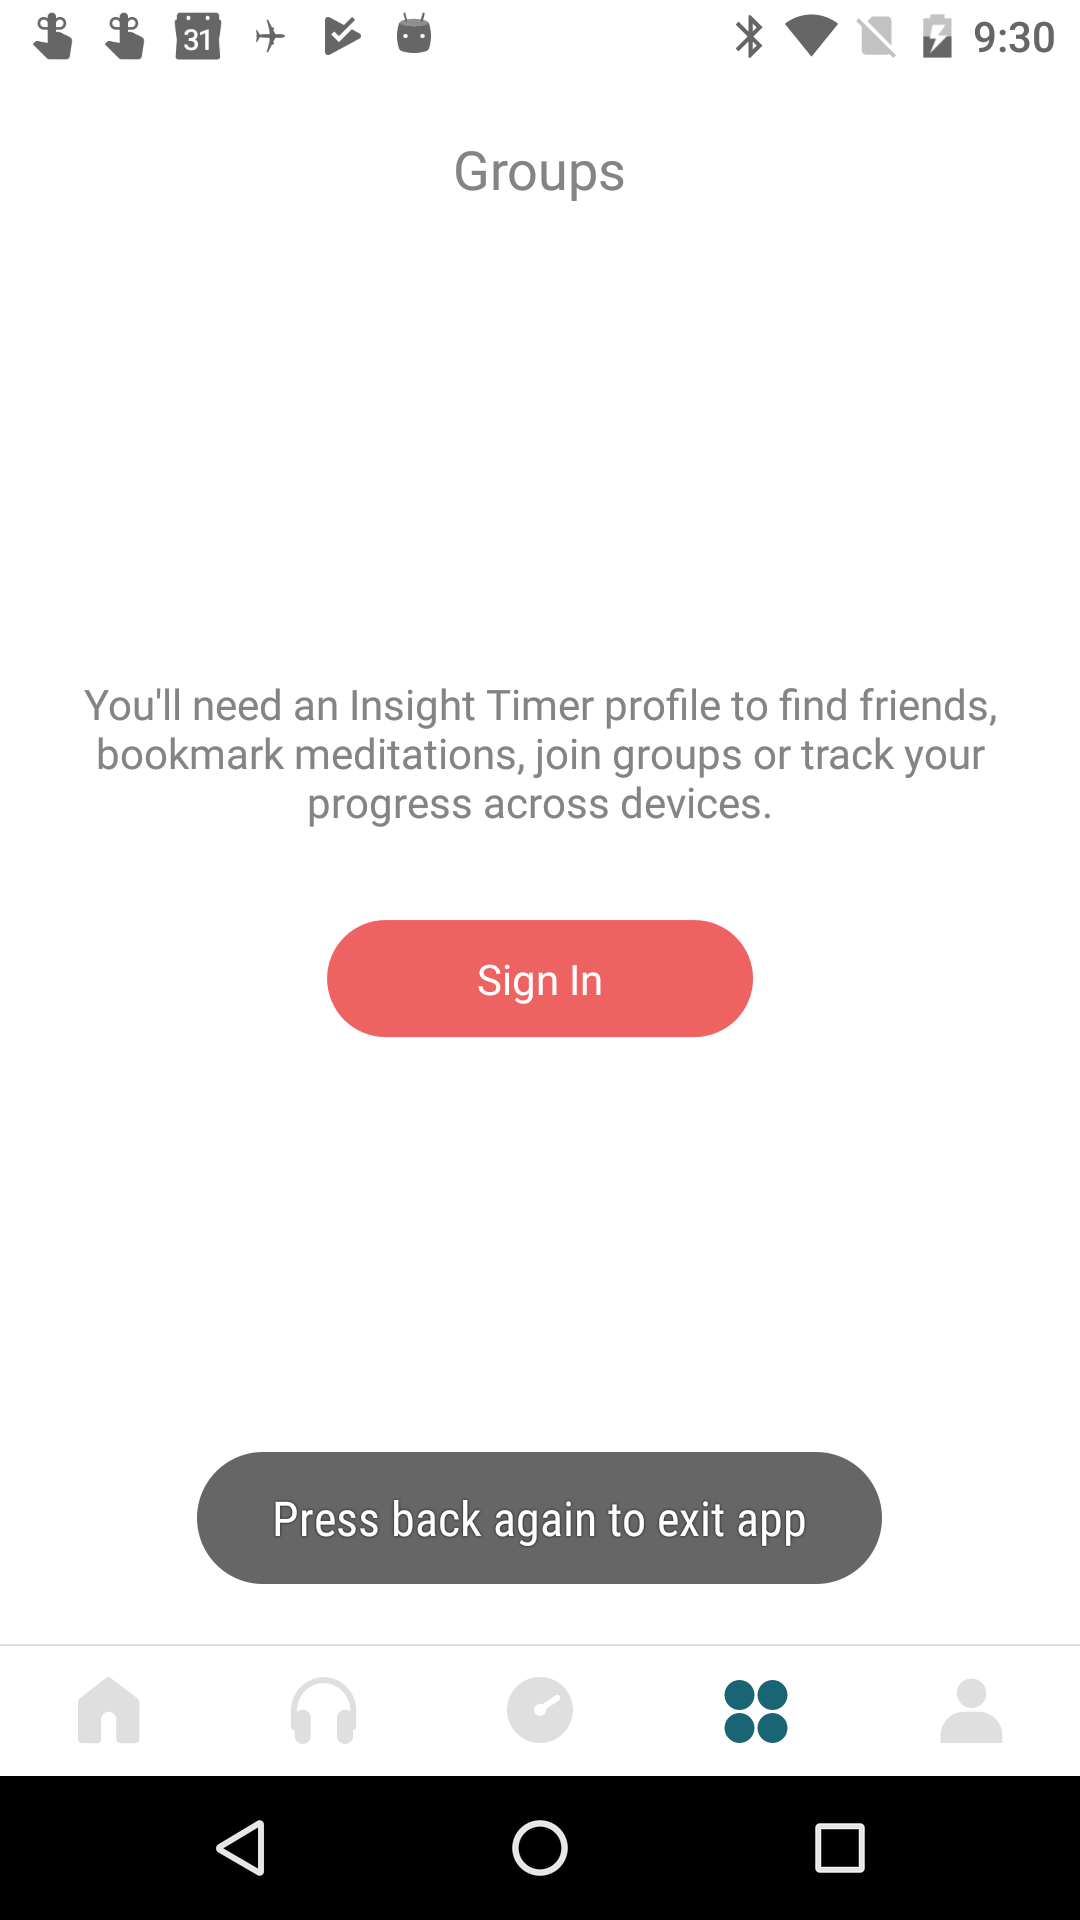 31
9:30
Groups
You'll need an Insight Timer profile to find friends,
bookmark meditations, join groups or track your
progress across devices.
Sign In
Press back again to exit app